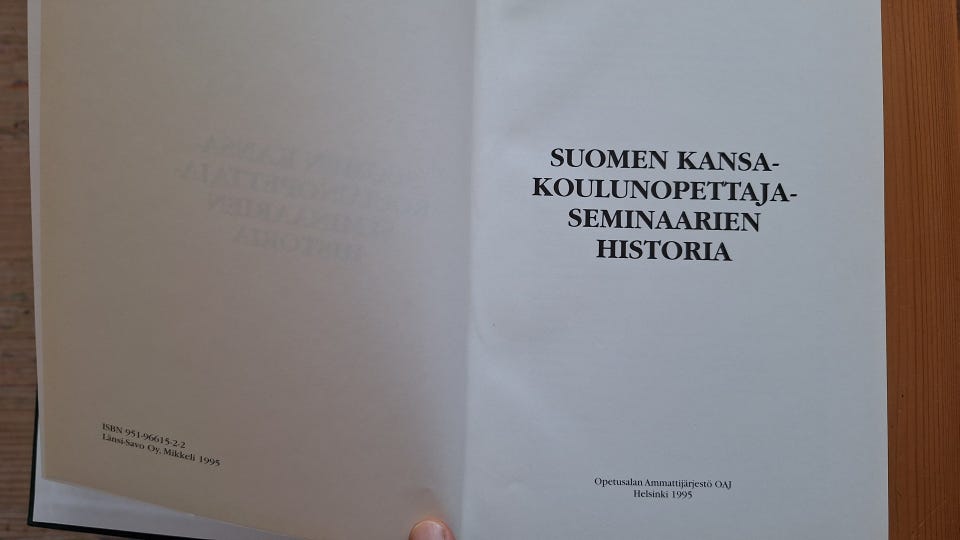 ISBN 951-96615-2-2
Länsi-Savo Oy, Mikkeli 1995
SUOMEN KANSA-
KOULUNOPETTAJA-
SEMINAARIEN
HISTORIA
Opetusalan Ammattijärjestö OAJ
Helsinki 1995